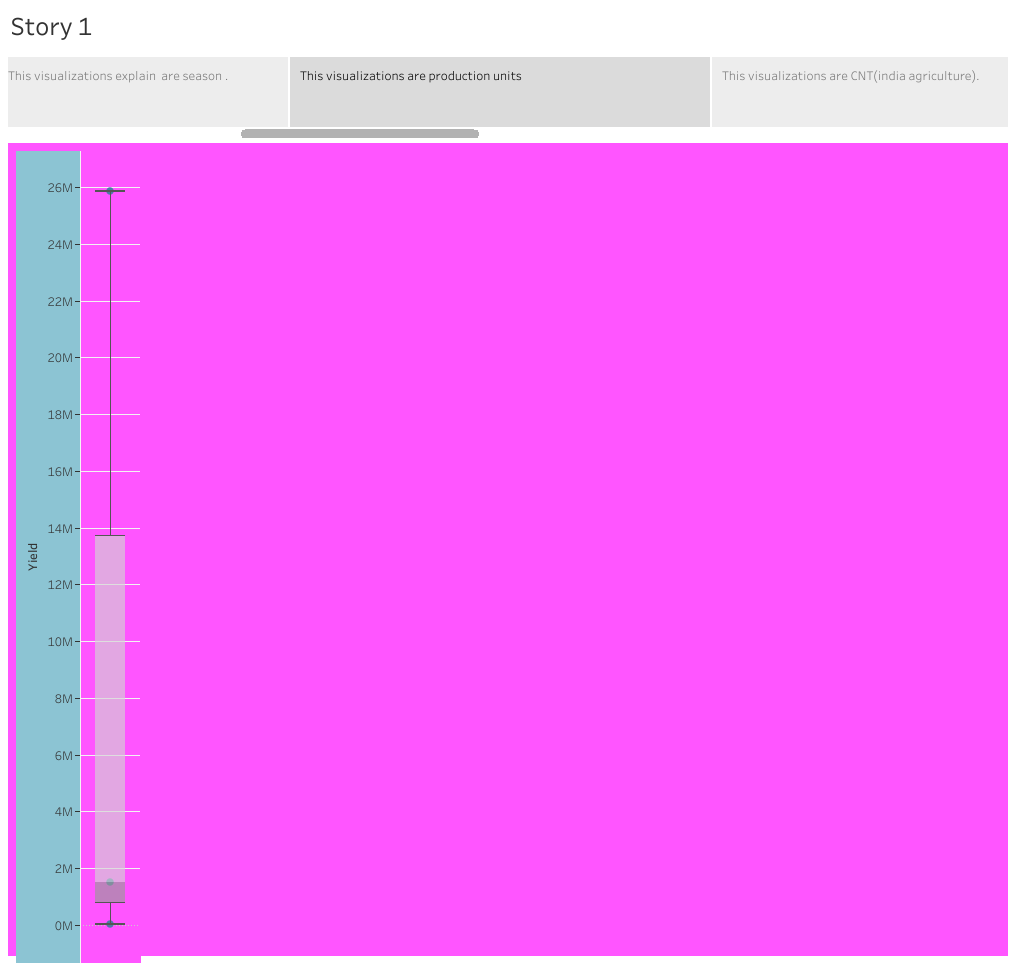 Story 1
This visualizations explain  are season .
This visualizations are production units
This visualizations are CNT(india agriculture).
26M
24M
22M
20M
18M
16M
14M
Yield
12M
10M
8M
6M
4M
2M
0M